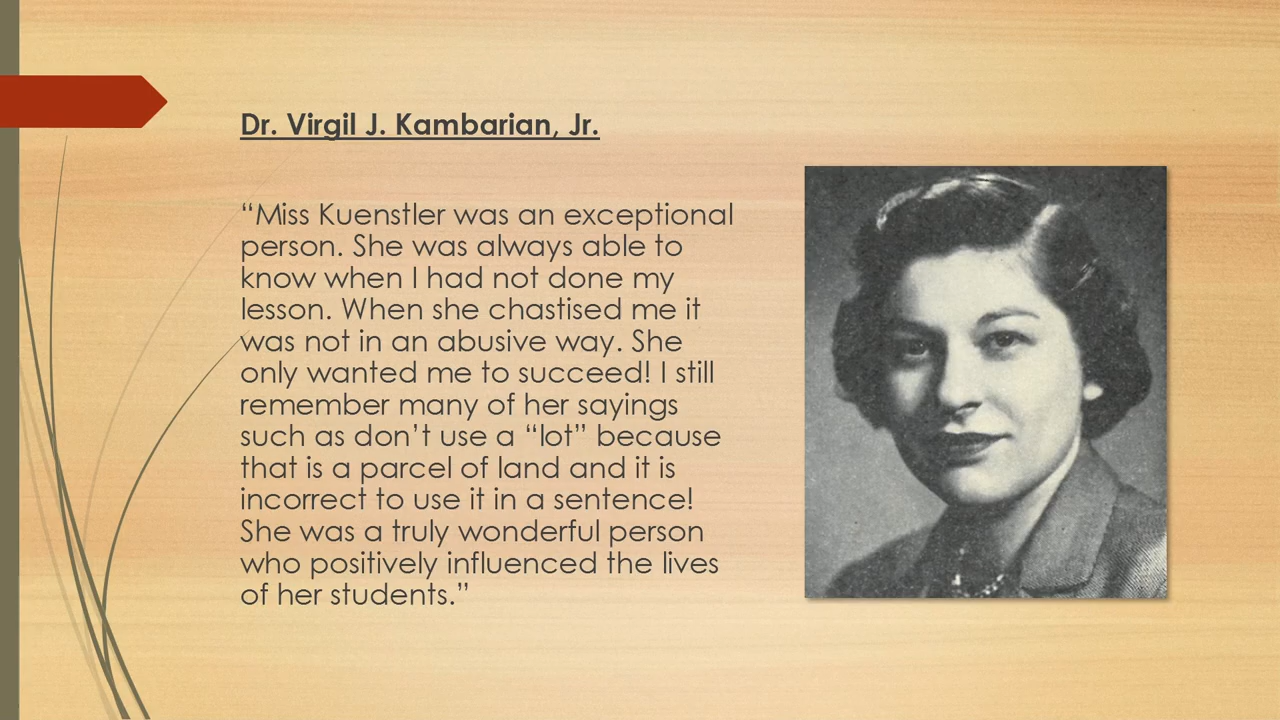 Dr. Virgil J. Kambarian, Jr.
“Miss Kuenstler was an exceptional
person. She was always able to
know when I had not done my
lesson. When she chastised me it
was not in an abusive way. She
only wanted me to succeed! I still
remember many of her sayings
such as don’t use a “lot” because
that is a parcel of land and it is
incorrect to use it in a sentence!
She was a truly wonderful person
who positively influenced the lives
of her students.”